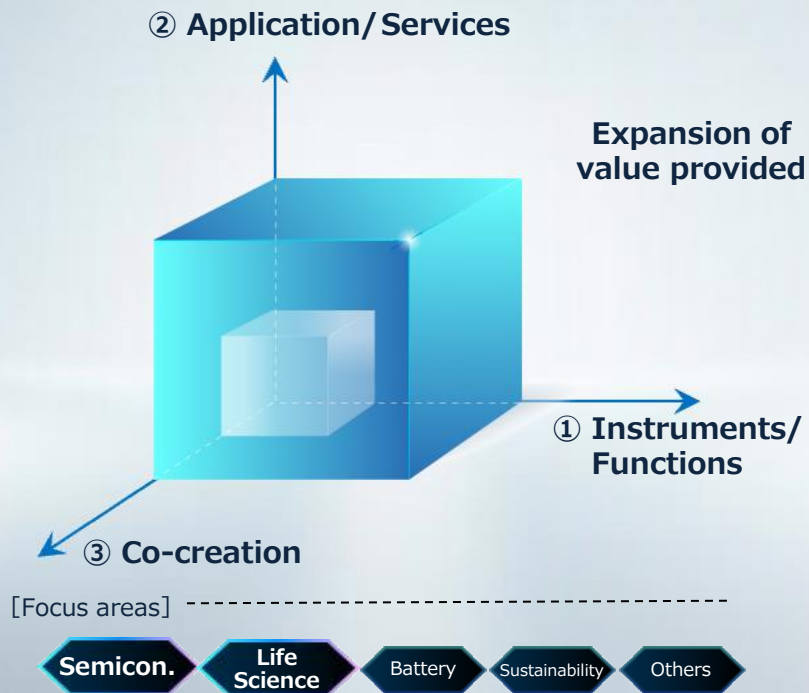 ② Application/Services
Expansion of
value provided
① Instruments/
Functions
③ Co-creation
[Focus areas]
Semicon.
Life
Science
Battery
Sustainability
Others